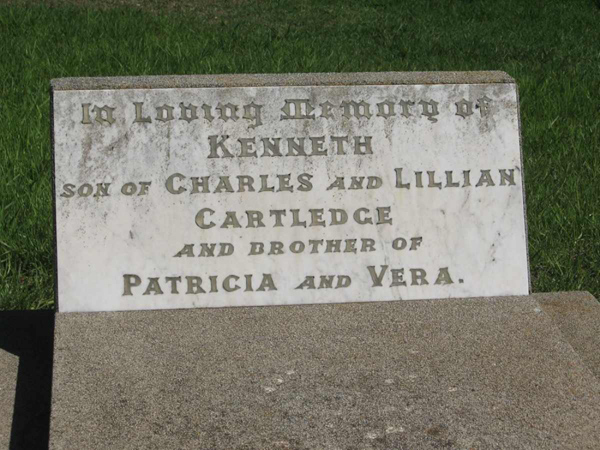 In Loving Memory of
KENNETH
SON OF CHARLES AND LILLIAN
CARTLEDGE
AND BROTHER OF
PATRICIA AND VERA.